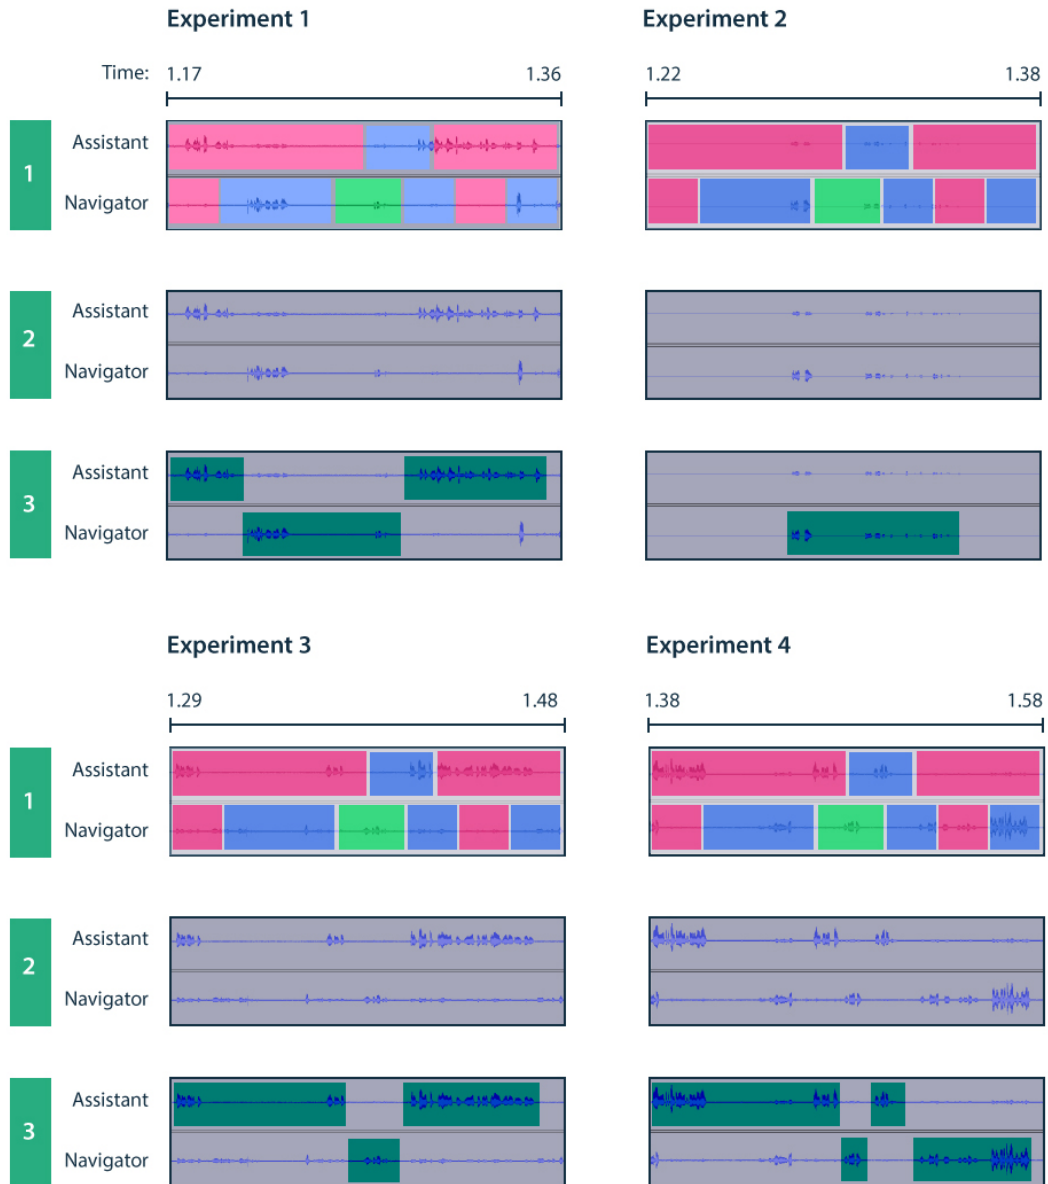 Experiment 1
Experiment 2
Time: 1.17 1.36
1.22 1.38
1
Assistant
Navigator
2
Assistant
Navigator
3
Assistant
Navigator
Experiment 3
Experiment 4
1.29 1.48
1.38 1.58
1
Assistant
Navigator
2
Assistant
Navigator
3
Assistant
Navigator